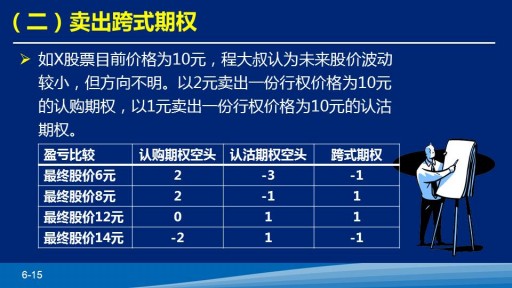 （二）卖出跨式期权
如X股票目前价格为10元，程大叔认为未来股价波动
较小，但方向不明。以2元卖出一份行权价格为10元
的认购期权，以1元卖出一份行权价格为10元的认沽
期权。
盈亏比较 认购期权空头 认沽期权空头 跨式期权
最终股价6元 2 -3 -1
最终股价8元 2 -1 1
最终股价12元 0 1 1
最终股价14元 -2 1 -1
6-15